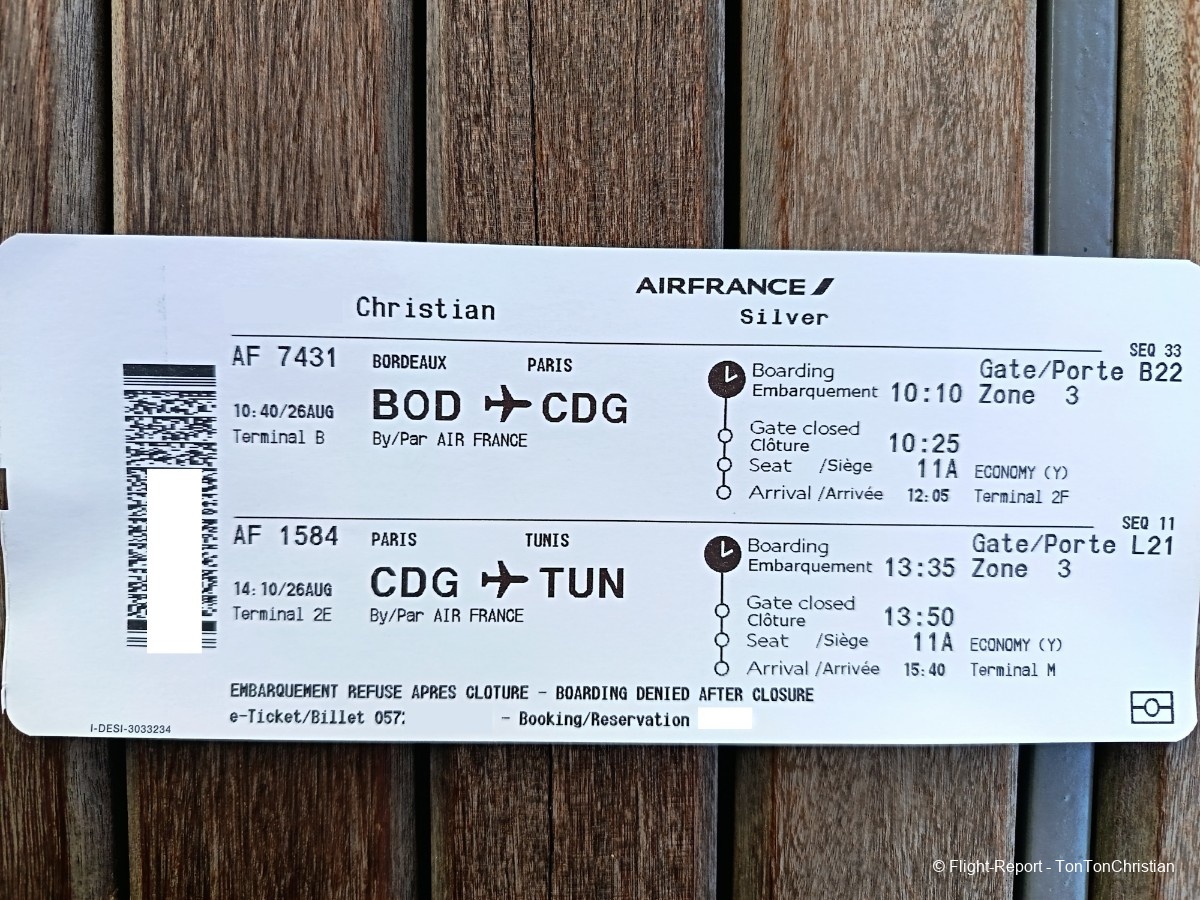 AIRFRANCE
Christian Silver
SEQ 33
AF 7431 BORDEAUX PARIS Boarding Gate/Porte B22
Embarquement 10:10 Zone 3
10:40/26AUG BOD CDG
Terminal B By/Par AIR FRANCE
Gate closed
Clôture 10:25
Seat /Siège 11A ECONOMY (Y)
Arrival /Arrivée 12:05 Terminal 2F
SEQ 11
AF 1584 PARIS TUNIS Boarding Gate/Porte L21
Embarquement 13:35 Zone 3
14:10/26AUG CDG TUN
Terminal 2E By/Par AIR FRANCE
Gate closed
Clôture 13:50
Seat /Siège 11A ECONOMY (Y)
Arrival /Arrivée 15:40 Terminal M
EMBARQUEMENT REFUSE APRES CLOTURE - BOARDING DENIED AFTER CLOSURE
e-Ticket/Billet 057 - Booking/Reservation
I-DESI-3033234
© Flight-Report - TonTonChristian